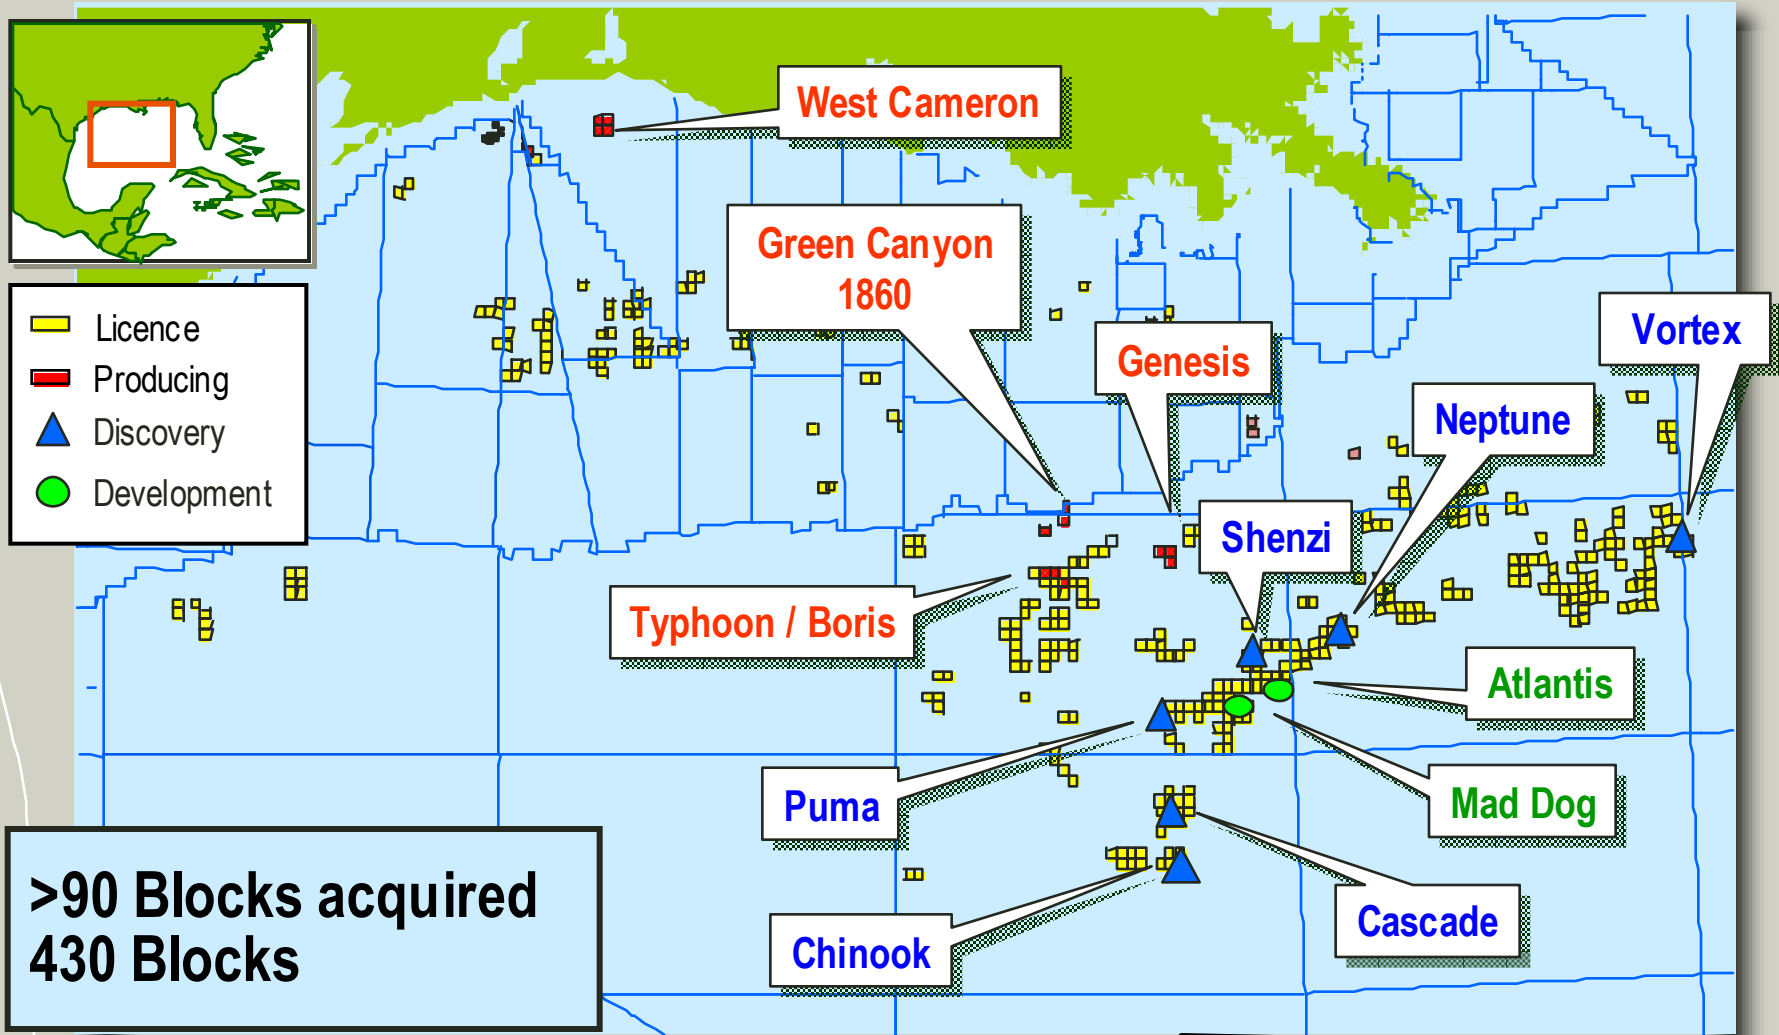 West Cameron
Green Canyon
1860
Genesis
Vortex
Neptune
Licence
Producing
Discovery
Development
Shenzi
Typhoon / Boris
Atlantis
Puma
Mad Dog
Cascade
Chinook
>90 Blocks acquired
430 Blocks